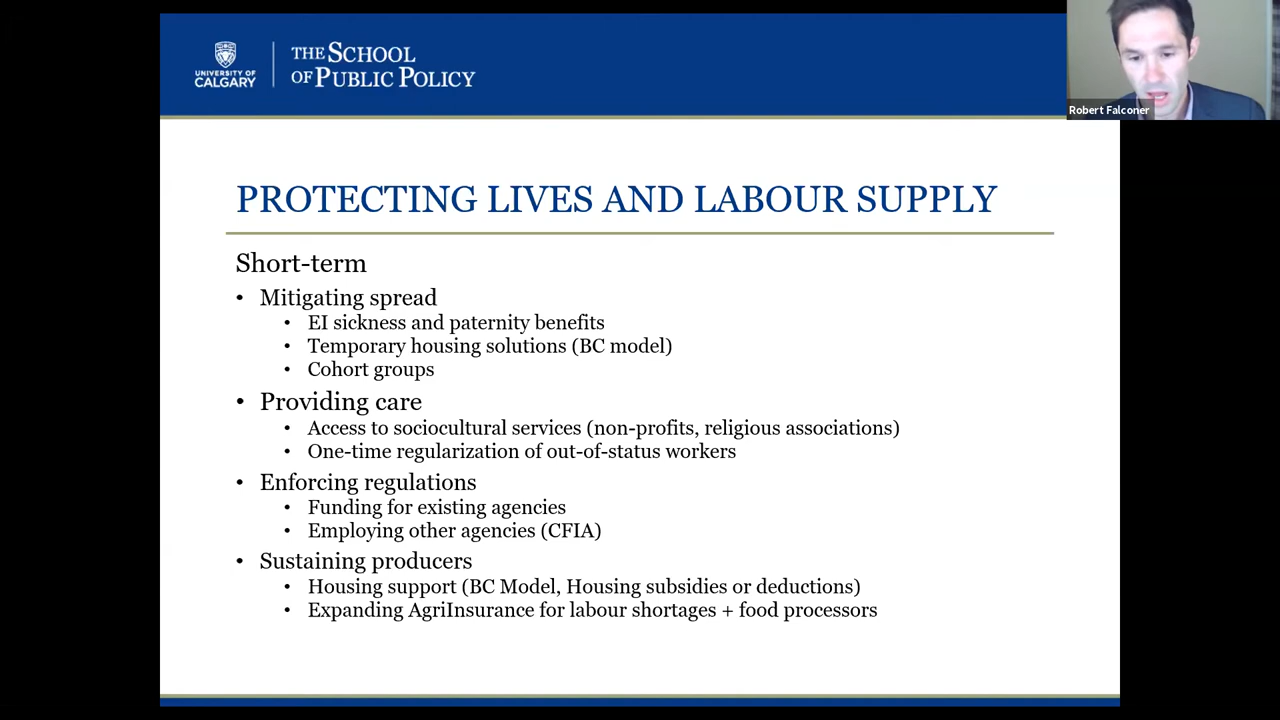 UNIVERSITY OF
CALGARY
THE SCHOOL
OF PUBLIC POLICY
Robert Falconer
PROTECTING LIVES AND LABOUR SUPPLY
Short-term
• Mitigating spread
• EI sickness and paternity benefits
• Temporary housing solutions (BC model)
• Cohort groups
• Providing care
• Access to sociocultural services (non-profits, religious associations)
• One-time regularization of out-of-status workers
• Enforcing regulations
• Funding for existing agencies
• Employing other agencies (CFIA)
• Sustaining producers
• Housing support (BC Model, Housing subsidies or deductions)
• Expanding AgriInsurance for labour shortages + food processors